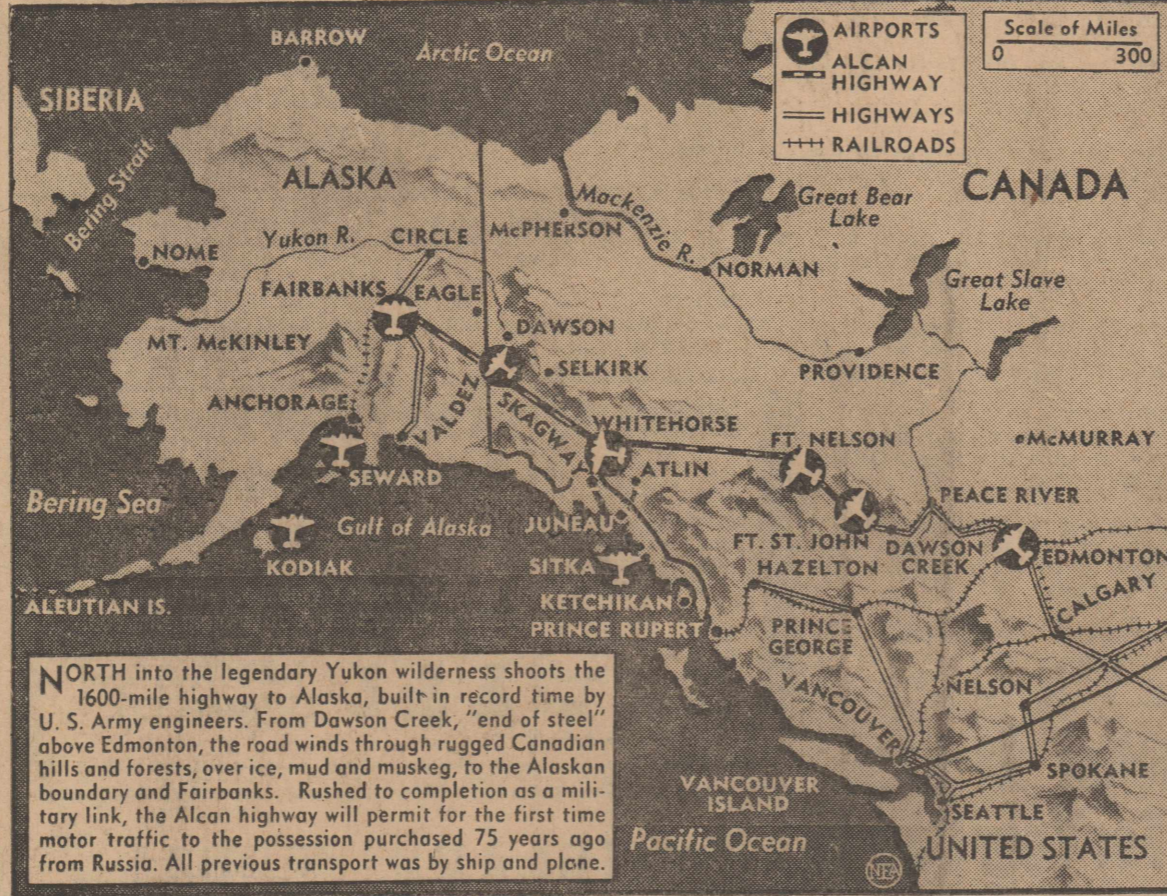 BARROW
Arctic Ocean
SIBERIA
Bering Strait
ALASKA
AIRPORTS
ALCAN
HIGHWAY
HIGHWAYS
RAILROADS
Scale of Miles
0 300
CANADA
Great Bear
Lake
Mackenzie R.
McPHERSON
NORMAN
Great Slave
Lake
NOME
Yukon R.
CIRCLE
FAIRBANKS
EAGLE
DAWSON
MT. McKINLEY
SELKIRK
PROVIDENCE
ANCHORAGE
VALDEZ
SKAGWAY
WHITEHORSE
FT. NELSON
McMURRAY
SEWARD
ATLIN
PEACE RIVER
Bering Sea
Gulf of Alaska
JUNEAU
FT. ST. JOHN
DAWSON
CREEK
EDMONTON
KODIAK
SITKA
HAZELTON
CALGARY
ALEUTIAN IS.
KETCHIKAN
PRINCE RUPERT
PRINCE
GEORGE
NELSON
VANCOUVER
SPOKANE
VANCOUVER
ISLAND
SEATTLE
Pacific Ocean
UNITED STATES
NEA
NORTH into the legendary Yukon wilderness shoots the
1600-mile highway to Alaska, built in record time by
U. S. Army engineers. From Dawson Creek, "end of steel"
above Edmonton, the road winds through rugged Canadian
hills and forests, over ice, mud and muskeg, to the Alaskan
boundary and Fairbanks. Rushed to completion as a mili-
tary link, the Alcan highway will permit for the first time
motor traffic to the possession purchased 75 years ago
from Russia. All previous transport was by ship and plane.